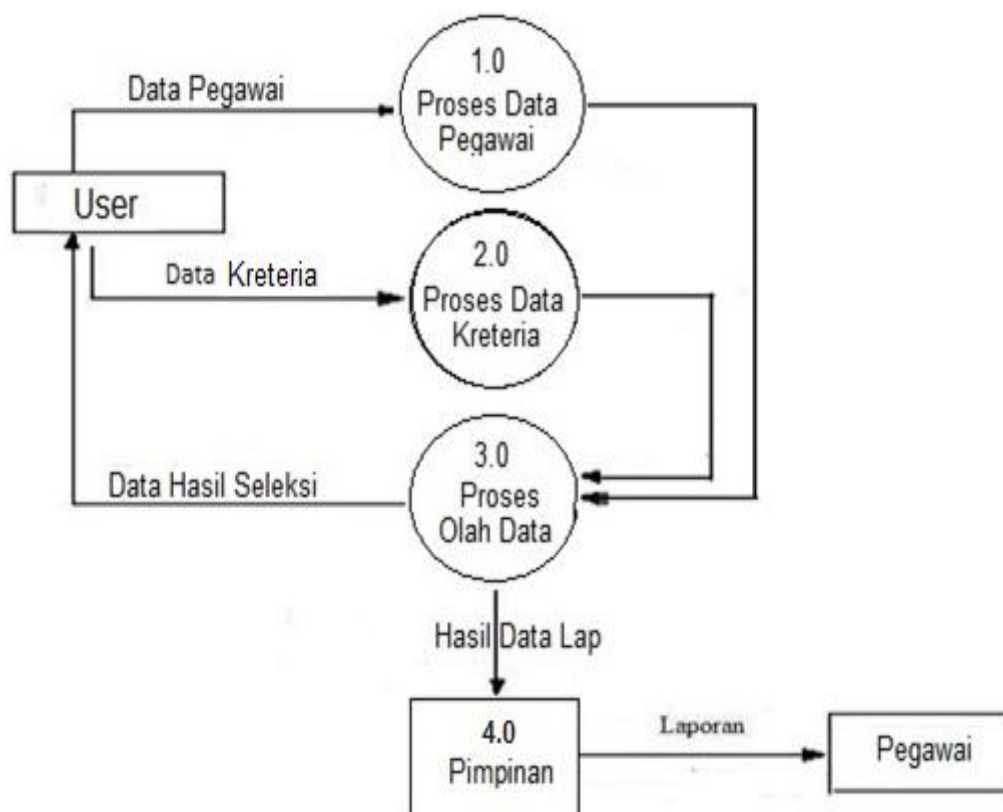 1.0
Proses Data
Pegawai
Data Pegawai
User
2.0
Proses Data
Kreteria
Data Kreteria
3.0
Proses
Olah Data
Data Hasil Seleksi
Hasil Data Lap
4.0
Pimpinan
Laporan
Pegawai